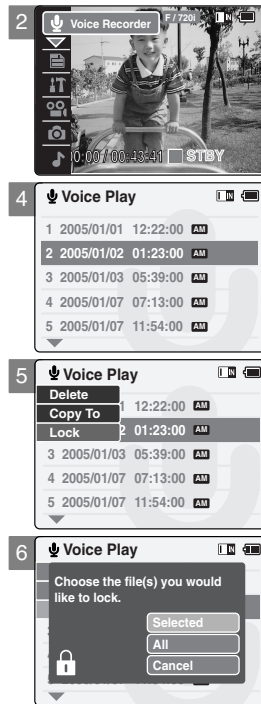 2
Voice Recorder
F / 720i
IN
0:00 / 00:43:41 STBY
4
Voice Play
IN
1 2005/01/01 12:22:00 AM
2 2005/01/02 01:23:00 AM
3 2005/01/03 05:39:00 AM
4 2005/01/07 07:13:00 AM
5 2005/01/07 11:54:00 AM
5
Voice Play
IN
Delete
Copy To
Lock
1 12:22:00 AM
2 01:23:00 AM
3 2005/01/03 05:39:00 AM
4 2005/01/07 07:13:00 AM
5 2005/01/07 11:54:00 AM
6
Voice Play
IN
Choose the file(s) you would
like to lock.
Selected
All
Cancel